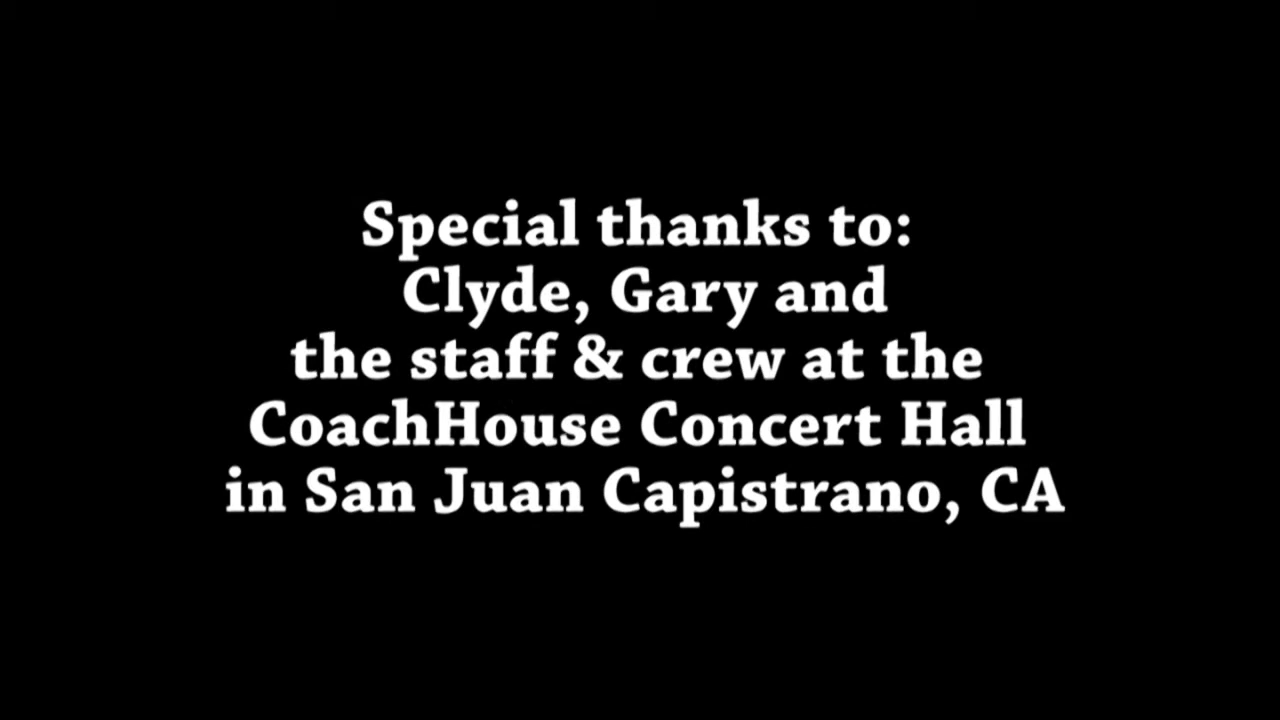 Special thanks to:
Clyde, Gary and
the staff & crew at the
CoachHouse Concert Hall
in San Juan Capistrano, CA